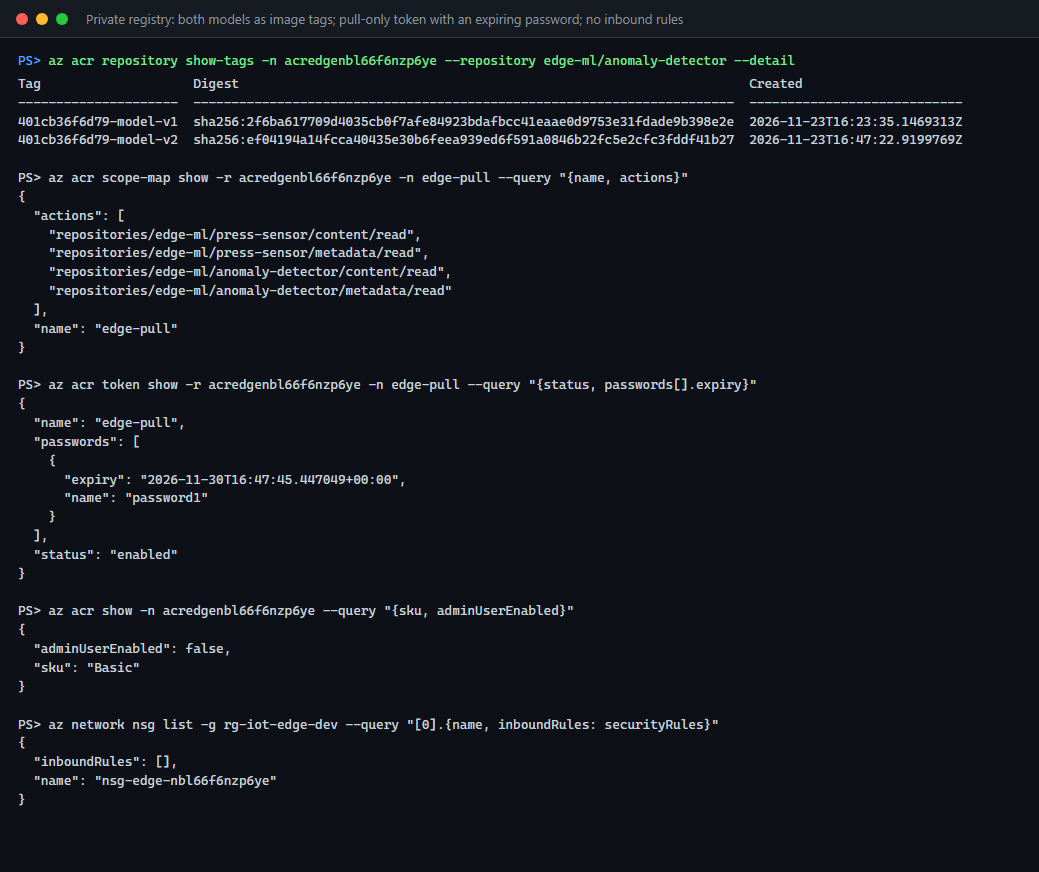 Private registry: both models as image tags; pull-only token with an expiring password; no inbound rules
PS> az acr repository show-tags -n acredgenbl66f6nzp6ye --repository edge-ml/anomaly-detector --detail
Tag Digest Created
--------------------- ----------------------------------------------------------------------- ----------------------------
401cb36f6d79-model-v1 sha256:2f6ba617709d4035cb0f7afe84923bdafbcc41eaae0d9753e31fdade9b398e2e 2026-11-23T16:23:35.1469313Z
401cb36f6d79-model-v2 sha256:ef04194a14fcca40435e30b6feea939ed6f591a0846b22fc5e2cfc3fddf41b27 2026-11-23T16:47:22.9199769Z
PS> az acr scope-map show -r acredgenbl66f6nzp6ye -n edge-pull --query "{name, actions}"
{
  "actions": [
    "repositories/edge-ml/press-sensor/content/read",
    "repositories/edge-ml/press-sensor/metadata/read",
    "repositories/edge-ml/anomaly-detector/content/read",
    "repositories/edge-ml/anomaly-detector/metadata/read"
  ],
  "name": "edge-pull"
}
PS> az acr token show -r acredgenbl66f6nzp6ye -n edge-pull --query "{status, passwords[].expiry}"
{
  "name": "edge-pull",
  "passwords": [
    {
      "expiry": "2026-11-30T16:47:45.447049+00:00",
      "name": "password1"
    }
  ],
  "status": "enabled"
}
PS> az acr show -n acredgenbl66f6nzp6ye --query "{sku, adminUserEnabled}"
{
  "adminUserEnabled": false,
  "sku": "Basic"
}
PS> az network nsg list -g rg-iot-edge-dev --query "[0].{name, inboundRules: securityRules}"
{
  "inboundRules": [],
  "name": "nsg-edge-nbl66f6nzp6ye"
}